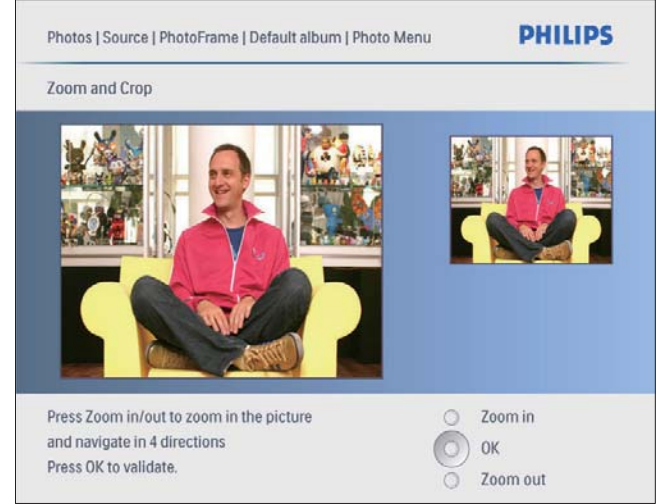 Photos | Source | PhotoFrame | Default album | Photo Menu
PHILIPS
Zoom and Crop
Press Zoom in/out to zoom in the picture
and navigate in 4 directions
Press OK to validate.
Zoom in
OK
Zoom out